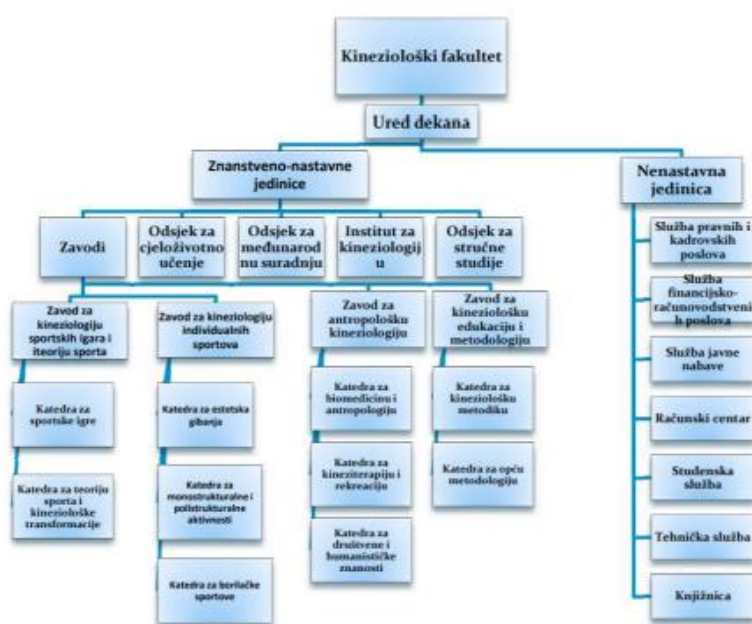 Kineziološki fakultet
Ured dekana
Znanstveno-nastavne
jedinice
Nenastavna
jedinica
Zavodi
Odsjek za
cjeloživotno
učenje
Odsjek za
međunarod
nu suradnju
Institut za
kineziologij
u
Odsjek za
stručne
studije
Zavod za
kineziologiju
sportskih igara i
iteoriju sporta
Katedra za
sportske igre
Katedra za teoriju
sporta i
kineziološke
transformacije
Zavod za kineziologiju
individualnih
sportova
Katedra za estetska
gibanja
Katedra za
monostrukturalne i
polistrukturalne
aktivnosti
Katedra za borilačke
sportove
Zavod za
antropološku
kineziologiju
Katedra za
biomedicinu i
antropologiju
Katedra za
kineziterapiju i
rekreaciju
Katedra za
društvene i
humanističke
znanosti
Zavod za
kineziološku
edukaciju i
metodologiju
Katedra za
kineziološku
metodiku
Katedra za opću
metodologiju
Služba pravnih i
kadrovskih
poslova
Služba
financijsko-
računovodstveni
h poslova
Služba javne
nabave
Računski centar
Studenska
služba
Tehnička služba
Knjižnica